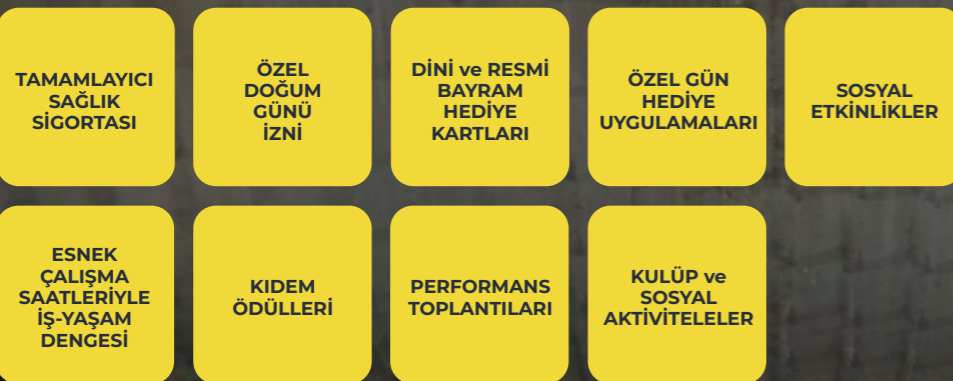 TAMAMLAYICI
SAĞLIK
SİGORTASI
ÖZEL
DOĞUM
GÜNÜ
İZNİ
DİNİ ve RESMİ
BAYRAM
HEDİYE
KARTLARI
ÖZEL GÜN
HEDİYE
UYGULAMALARI
SOSYAL
ETKİNLİKLER
ESNEK
ÇALIŞMA
SAATLERİYLE
İŞ-YAŞAM
DENGESİ
KIDEM
ÖDÜLLERİ
PERFORMANS
TOPLANTILARI
KULÜP ve
SOSYAL
AKTİVİTELELER